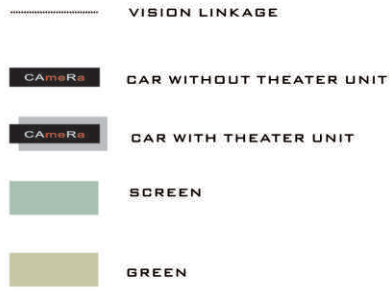 VISION LINKAGE
CAmeRa CAR WITHOUT THEATER UNIT
CAmeRa CAR WITH THEATER UNIT
SCREEN
GREEN